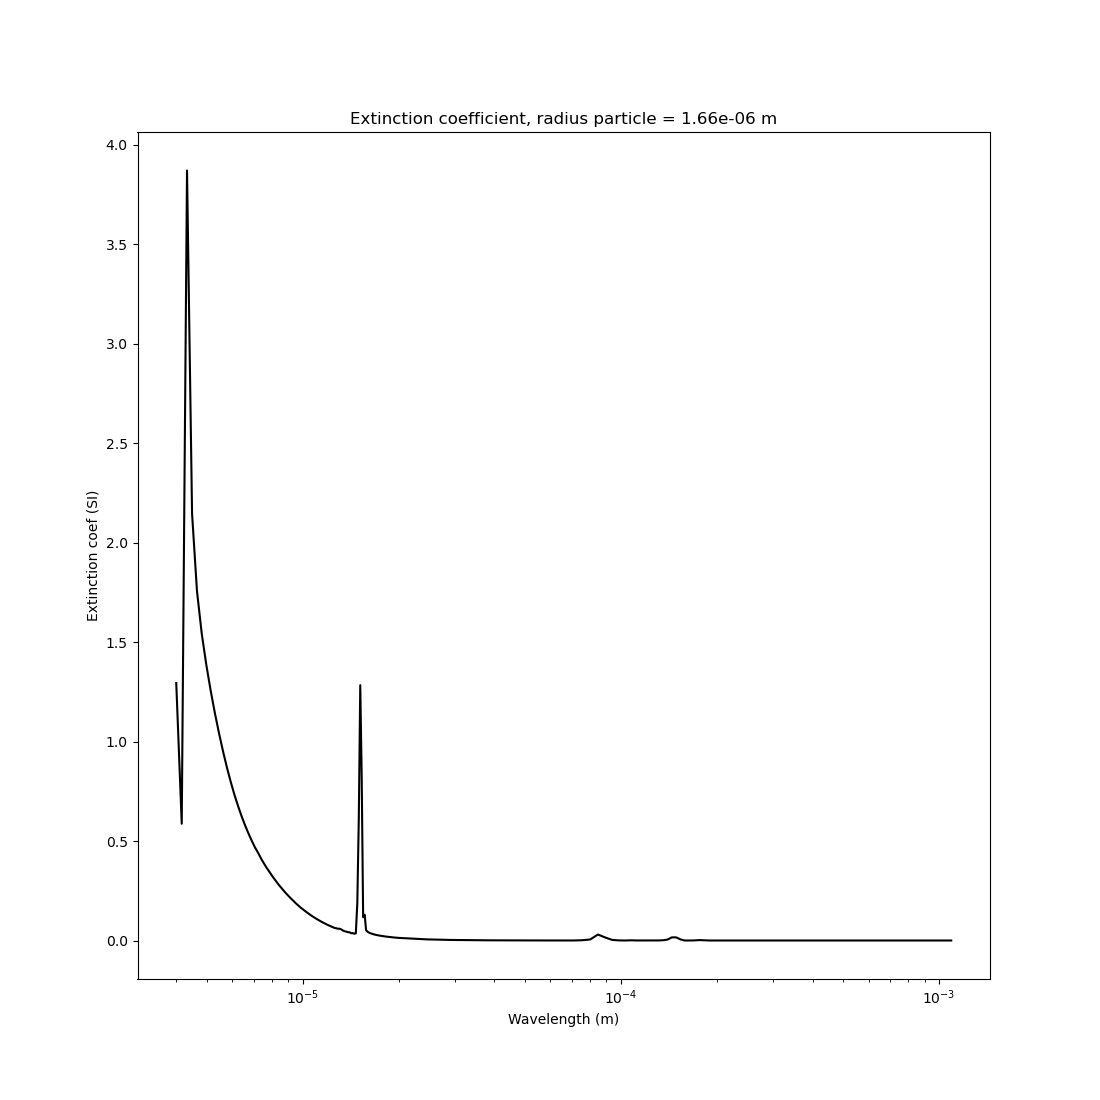 Extinction coefficient, radius particle = 1.66e-06 m
4.0
3.5
3.0
2.5
2.0
1.5
1.0
0.5
0.0
Extinction coef (SI)
10⁻⁵ 10⁻⁴ 10⁻³
Wavelength (m)